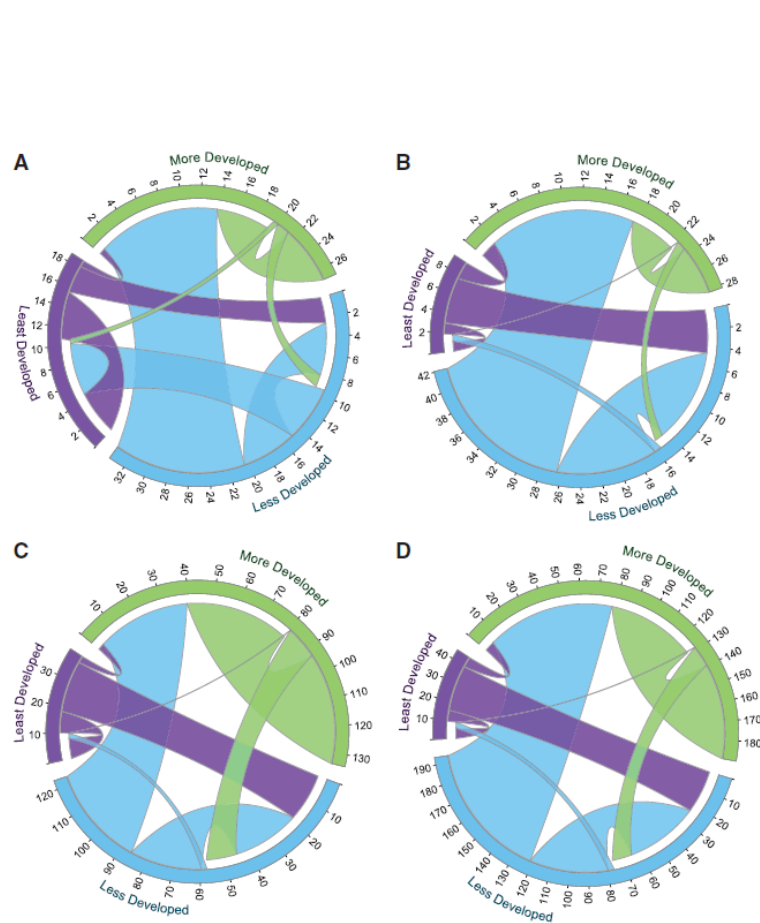 A
More Developed
2 4 6 8 10 12 14 16 18 20 22 24 26
Less Developed
2 4 6 8 10 12 14 16 18 20 22 24 26 28 30 32
Least Developed
2 4 6 8 10 12 14 16 18
B
More Developed
2 4 6 8 10 12 14 16 18 20 22 24 26 28
Less Developed
2 4 6 8 10 12 14 16 18 20 22 24 26 28 30 32 34 36 38 40 42
Least Developed
2 4 6 8
C
More Developed
10 20 30 40 50 60 70 80 90 100 110 120 130
Less Developed
10 20 30 40 50 60 70 80 90 100 110 120
Least Developed
10 20 30
D
More Developed
10 20 30 40 50 60 70 80 90 100 110 120 130 140 150 160 170 180
Less Developed
10 20 30 40 50 60 70 80 90 100 110 120 130 140 150 160 170 180 190
Least Developed
10 20 30 40